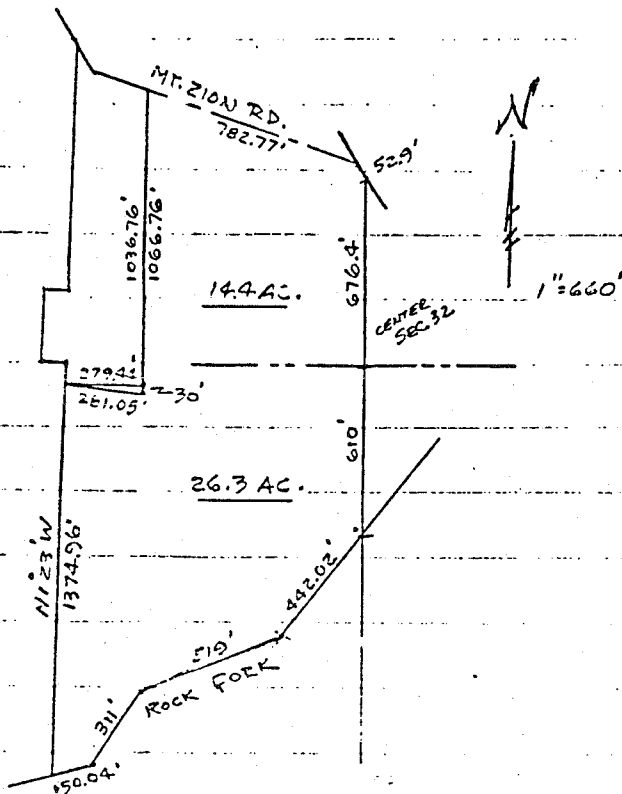 MT. ZION RD.
782.77'
52.9'
N
1036.76'
1066.76'
676.4'
14.4 AC.
1"=660'
CENTER
SEC. 32
279.41'
30'
261.05'
610'
26.3 AC.
N1°23'W
1374.96'
442.02'
519'
ROCK FORK
311'
150.04'